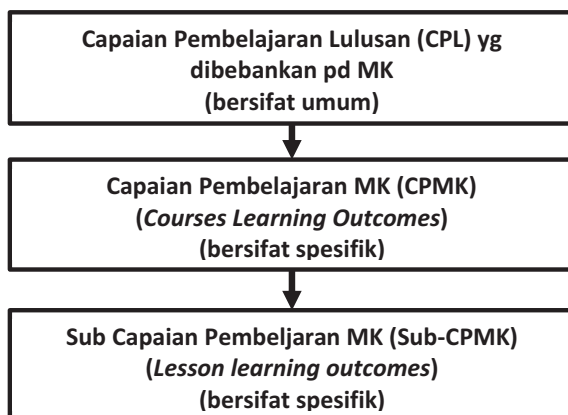 Capaian Pembelajaran Lulusan (CPL) yg
dibebankan pd MK
(bersifat umum)
Capaian Pembelajaran MK (CPMK)
(Courses Learning Outcomes)
(bersifat spesifik)
Sub Capaian Pembeljaran MK (Sub-CPMK)
(Lesson learning outcomes)
(bersifat spesifik)